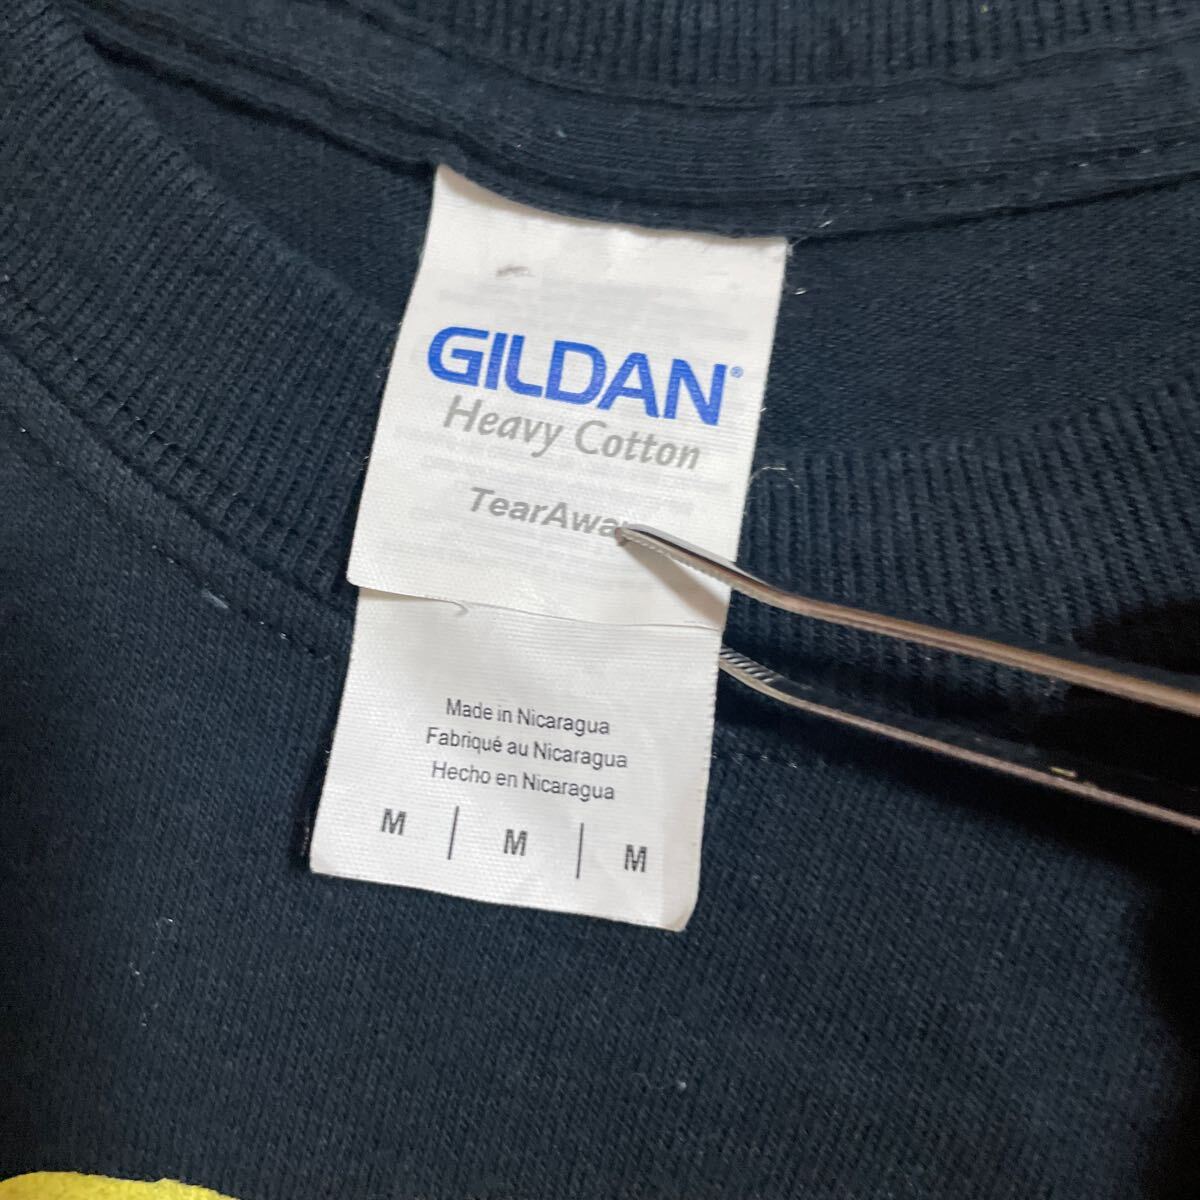 GILDAN®
Heavy Cotton
TearAwa
Made in Nicaragua
Fabriqué au Nicaragua
Hecho en Nicaragua
M | M | M